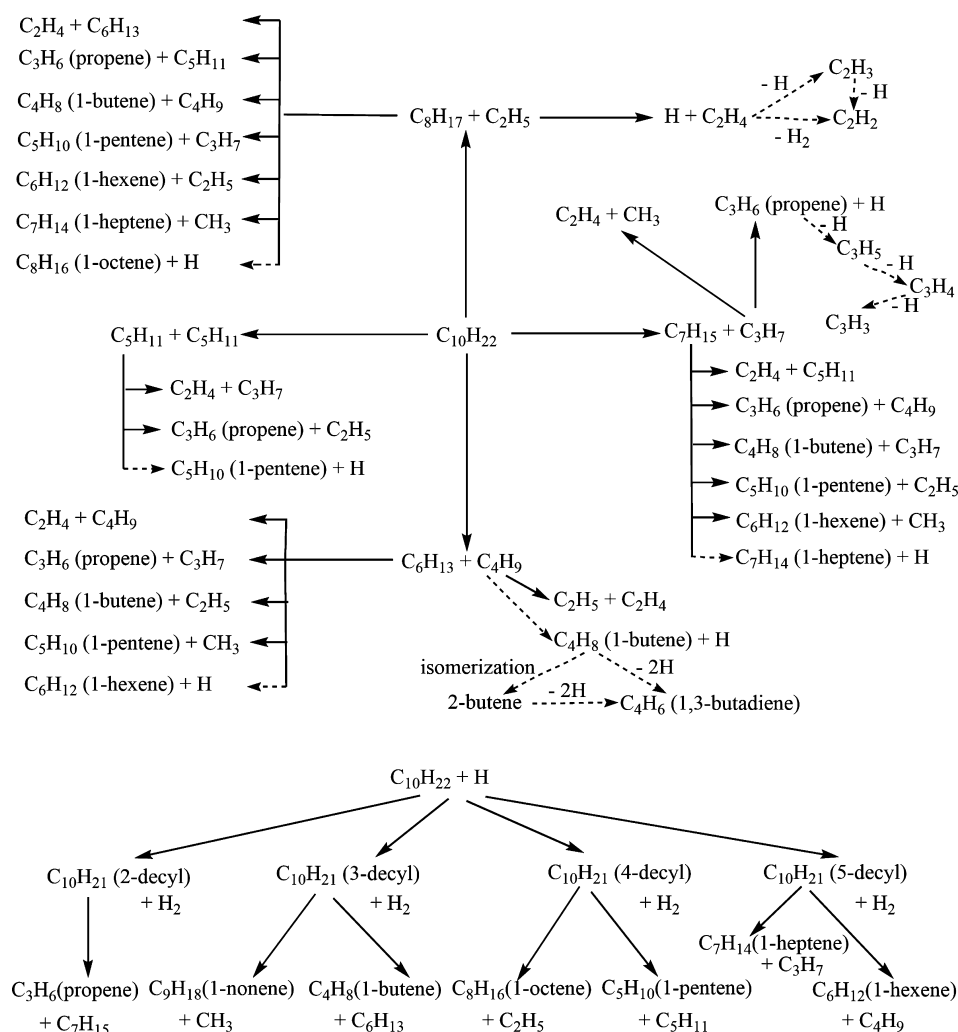 C₂H₄ + C₆H₁₃
C₃H₆ (propene) + C₅H₁₁
C₄H₈ (1-butene) + C₄H₉
C₅H₁₀ (1-pentene) + C₃H₇
C₆H₁₂ (1-hexene) + C₂H₅
C₇H₁₄ (1-heptene) + CH₃
C₈H₁₆ (1-octene) + H
C₈H₁₇ + C₂H₅
H + C₂H₄
- H
C₂H₃
- H
C₂H₂
- H₂
C₂H₄ + CH₃
C₃H₆ (propene) + H
- H
C₃H₅
- H
C₃H₄
- H
C₃H₃
C₅H₁₁ + C₅H₁₁
C₁₀H₂₂
C₇H₁₅ + C₃H₇
C₂H₄ + C₃H₇
C₃H₆ (propene) + C₂H₅
C₅H₁₀ (1-pentene) + H
C₂H₄ + C₅H₁₁
C₃H₆ (propene) + C₄H₉
C₄H₈ (1-butene) + C₃H₇
C₅H₁₀ (1-pentene) + C₂H₅
C₆H₁₂ (1-hexene) + CH₃
C₇H₁₄ (1-heptene) + H
C₂H₄ + C₄H₉
C₃H₆ (propene) + C₃H₇
C₄H₈ (1-butene) + C₂H₅
C₅H₁₀ (1-pentene) + CH₃
C₆H₁₂ (1-hexene) + H
C₆H₁₃ + C₄H₉
C₂H₅ + C₂H₄
C₄H₈ (1-butene) + H
isomerization
- 2H
2-butene
- 2H
C₄H₆ (1,3-butadiene)
C₁₀H₂₂ + H
C₁₀H₂₁ (2-decyl)
+ H₂
C₁₀H₂₁ (3-decyl)
+ H₂
C₁₀H₂₁ (4-decyl)
+ H₂
C₁₀H₂₁ (5-decyl)
+ H₂
C₃H₆(propene)
+ C₇H₁₅
C₉H₁₈(1-nonene)
+ CH₃
C₄H₈(1-butene)
+ C₆H₁₃
C₈H₁₆(1-octene)
+ C₂H₅
C₅H₁₀(1-pentene)
+ C₅H₁₁
C₇H₁₄(1-heptene)
+ C₃H₇
C₆H₁₂(1-hexene)
+ C₄H₉